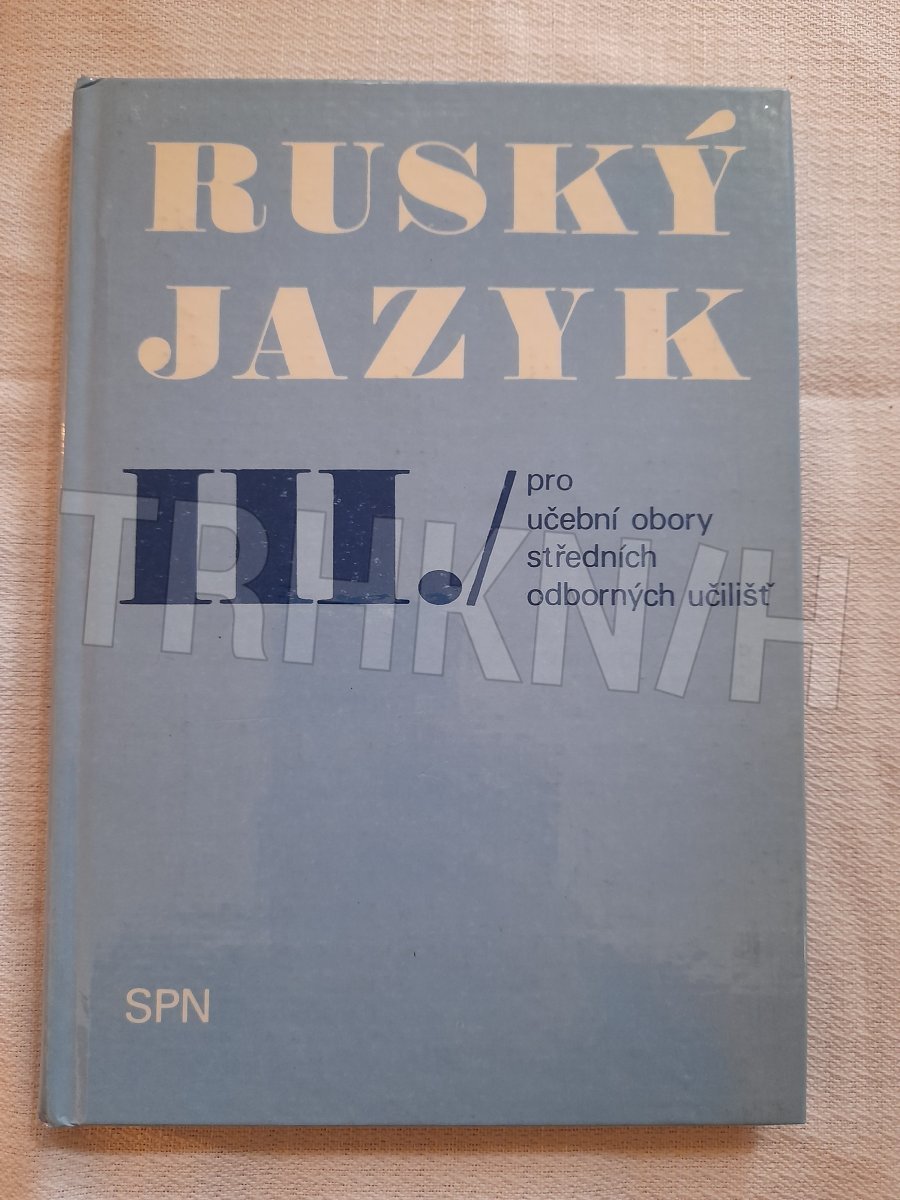 RUSKÝ
JAZYK
III./
pro
učební obory
středních
odborných učilišť
TRHKNIH
SPN